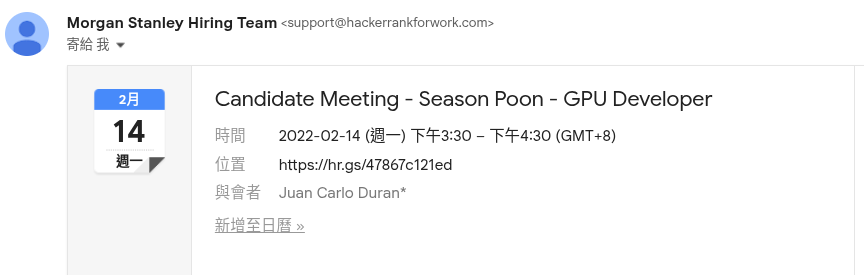 Morgan Stanley Hiring Team <support@hackerrankforwork.com>
寄給 我
2月
14
週一
Candidate Meeting - Season Poon - GPU Developer
時間 2022-02-14 (週一) 下午3:30 – 下午4:30 (GMT+8)
位置 https://hr.gs/47867c121ed
與會者 Juan Carlo Duran*
新增至日曆 »